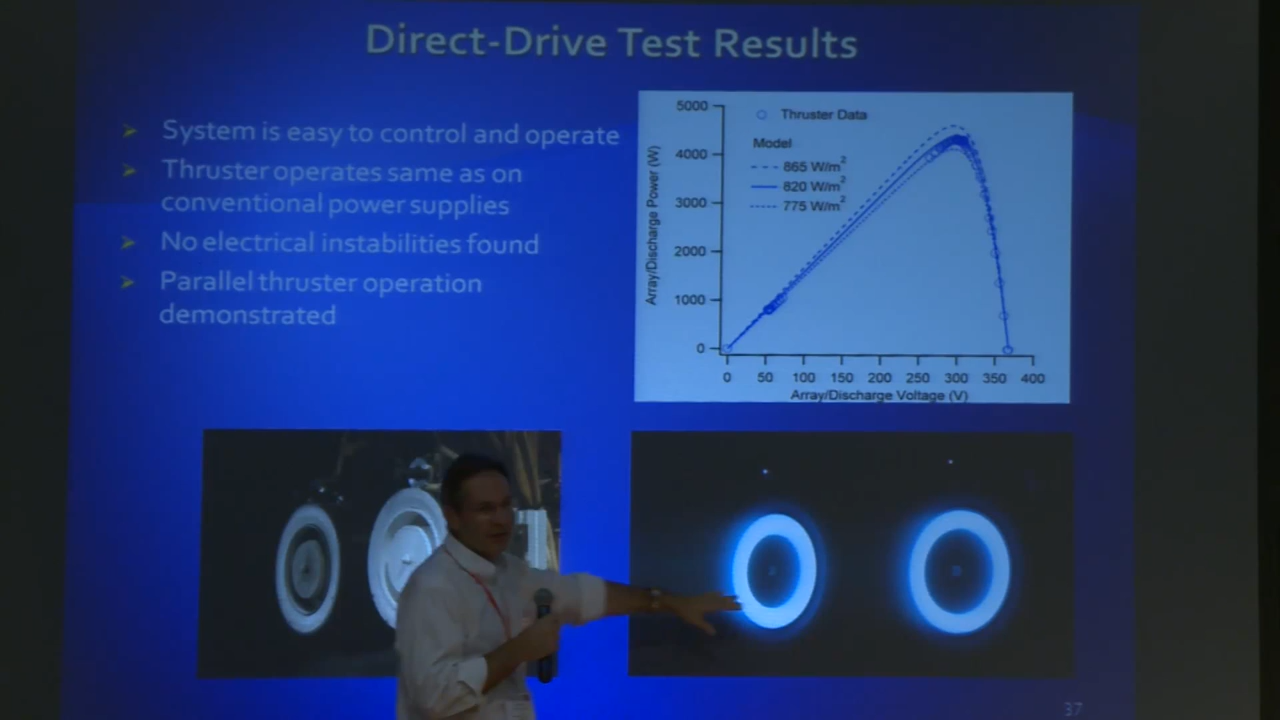 Direct-Drive Test Results
System is easy to control and operate
Thruster operates same as on
conventional power supplies
No electrical instabilities found
Parallel thruster operation
demonstrated
5000
4000
3000
2000
1000
0
Array/Discharge Power (W)
Thruster Data
Model
865 W/m²
820 W/m²
775 W/m²
0 50 100 150 200 250 300 350 400
Array/Discharge Voltage (V)
37